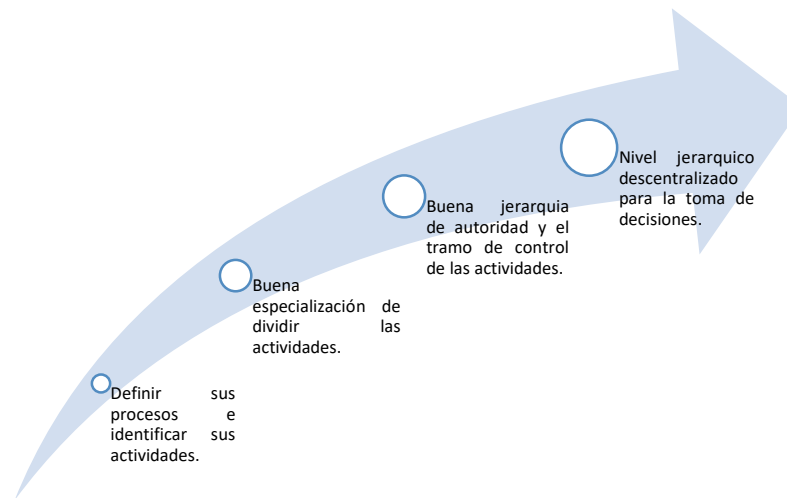 Definir sus
procesos e
identificar sus
actividades.
Buena
especialización de
dividir las
actividades.
Buena jerarquia
de autoridad y el
tramo de control
de las actividades.
Nivel jerarquico
descentralizado
para la toma de
decisiones.